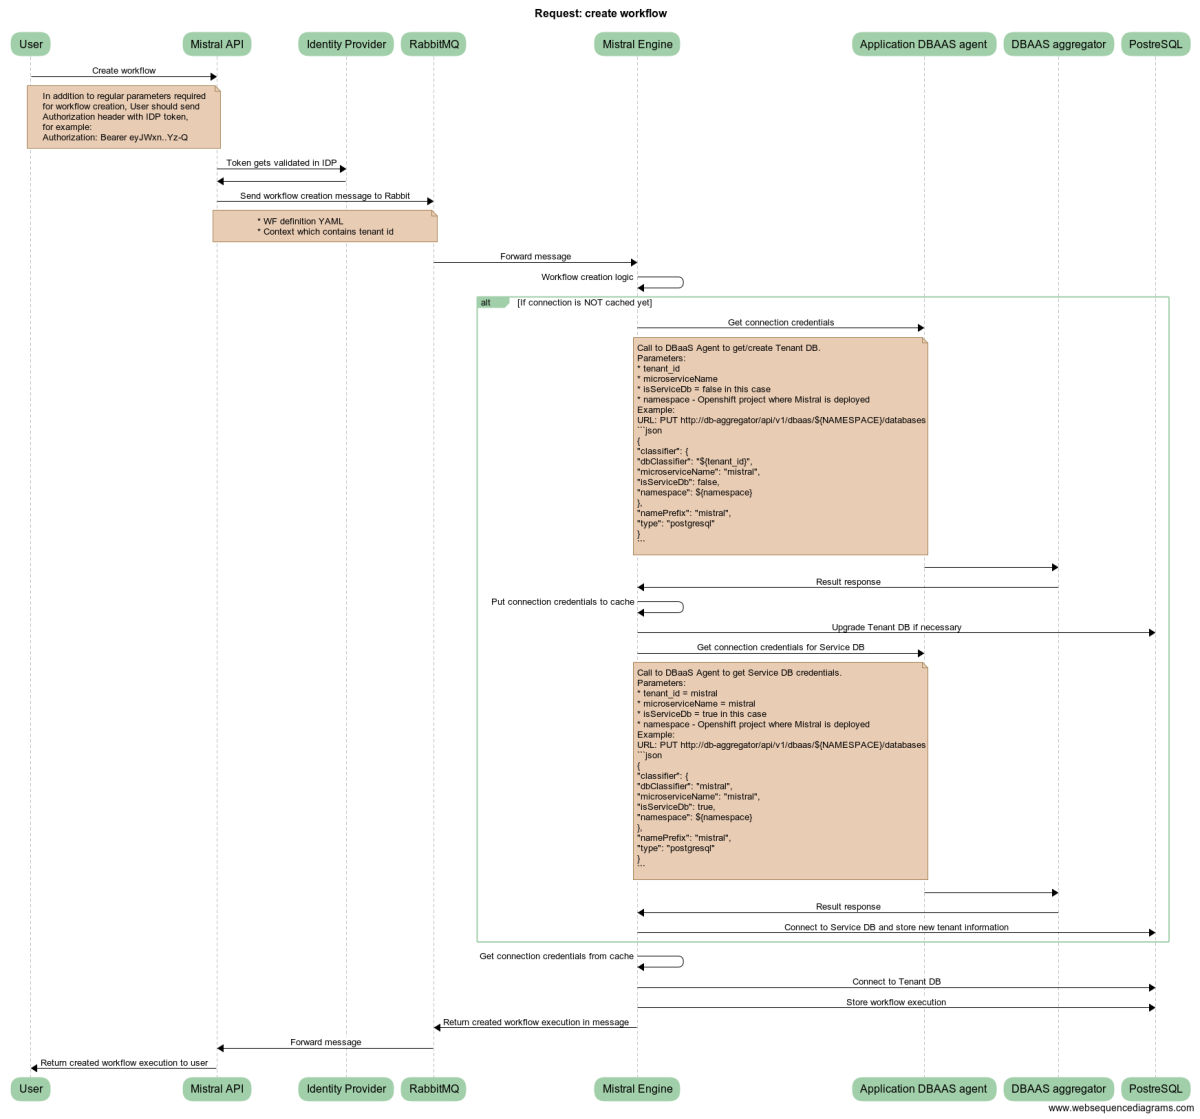 Request: create workflow
User
Mistral API
Identity Provider
RabbitMQ
Mistral Engine
Application DBAAS agent
DBAAS aggregator
PostreSQL
Create workflow
In addition to regular parameters required
for workflow creation, User should send
Authorization header with IDP token,
for example:
Authorization: Bearer eyJWxn..Yz-Q
Token gets validated in IDP
Send workflow creation message to Rabbit
* WF definition YAML
* Context which contains tenant id
Forward message
Workflow creation logic
alt
[If connection is NOT cached yet]
Get connection credentials
Call to DBaaS Agent to get/create Tenant DB.
Parameters:
* tenant_id
* microserviceName
* isServiceDb = false in this case
* namespace - Openshift project where Mistral is deployed
Example:
URL: PUT http://db-aggregator/api/v1/dbaas/${NAMESPACE}/databases
```json
{
"classifier": {
"dbClassifier": "${tenant_id}",
"microserviceName": "mistral",
"isServiceDb": false,
"namespace": ${namespace}
},
"namePrefix": "mistral",
"type": "postgresql"
}
```
Result response
Put connection credentials to cache
Upgrade Tenant DB if necessary
Get connection credentials for Service DB
Call to DBaaS Agent to get Service DB credentials.
Parameters:
* tenant_id = mistral
* microserviceName = mistral
* isServiceDb = true in this case
* namespace - Openshift project where Mistral is deployed
Example:
URL: PUT http://db-aggregator/api/v1/dbaas/${NAMESPACE}/databases
```json
{
"classifier": {
"dbClassifier": "mistral",
"microserviceName": "mistral",
"isServiceDb": true,
"namespace": ${namespace}
},
"namePrefix": "mistral",
"type": "postgresql"
}
```
Result response
Connect to Service DB and store new tenant information
Get connection credentials from cache
Connect to Tenant DB
Store workflow execution
Return created workflow execution in message
Forward message
Return created workflow execution to user
User
Mistral API
Identity Provider
RabbitMQ
Mistral Engine
Application DBAAS agent
DBAAS aggregator
PostreSQL
www.websequencediagrams.com